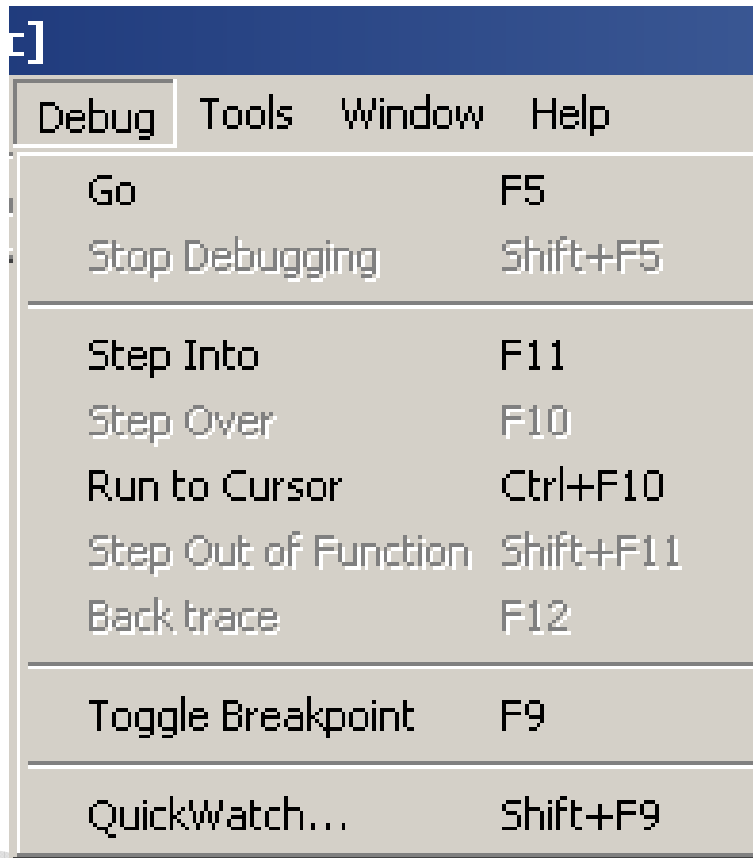 ]
Debug Tools Window Help
Go F5
Stop Debugging Shift+F5
Step Into F11
Step Over F10
Run to Cursor Ctrl+F10
Step Out of Function Shift+F11
Back trace F12
Toggle Breakpoint F9
QuickWatch... Shift+F9